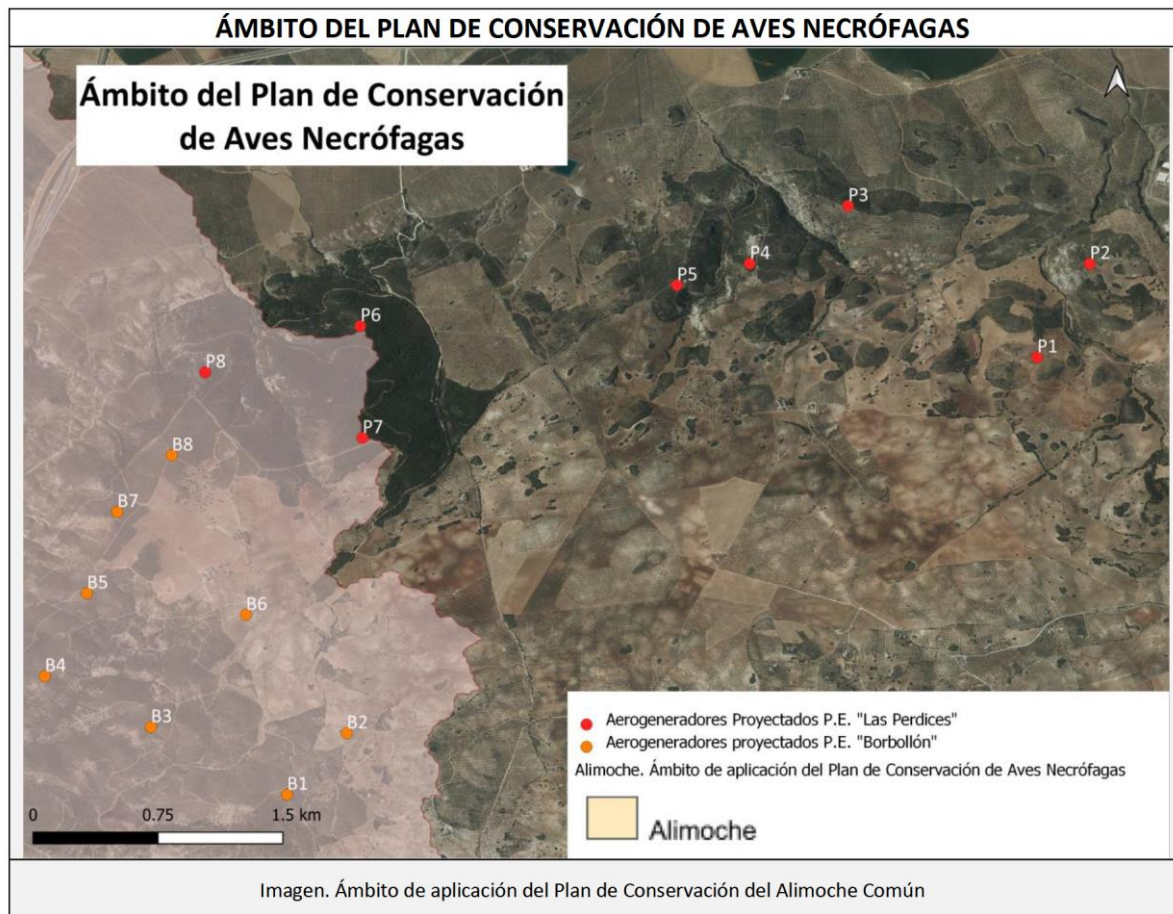 ÁMBITO DEL PLAN DE CONSERVACIÓN DE AVES NECRÓFAGAS
Ámbito del Plan de Conservación
de Aves Necrófagas
P3
P4
P2
P5
P6
P1
P8
P7
B8
B7
B5
B6
B4
B3
B2
B1
Aerogeneradores Proyectados P.E. "Las Perdices"
Aerogeneradores proyectados P.E. "Borbollón"
Alimoche. Ámbito de aplicación del Plan de Conservación de Aves Necrófagas
Alimoche
0 0.75 1.5 km
Imagen. Ámbito de aplicación del Plan de Conservación del Alimoche Común